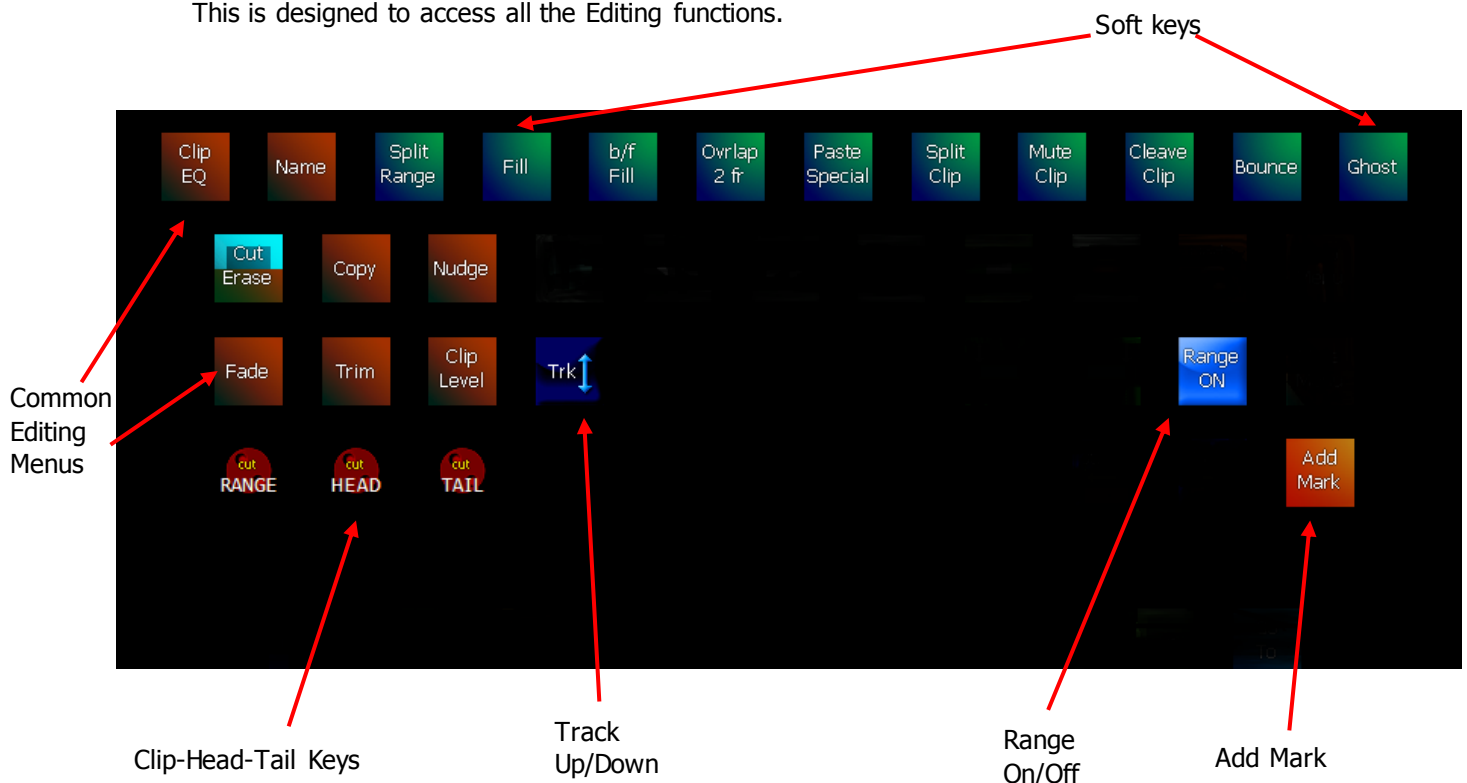 This is designed to access all the Editing functions.
Soft keys
Clip
EQ
Name
Split
Range
Fill
b/f
Fill
Ovrlap
2 fr
Paste
Special
Split
Clip
Mute
Clip
Cleave
Clip
Bounce
Ghost
Cut
Erase
Copy
Nudge
Fade
Trim
Clip
Level
Trk
Range
ON
Common
Editing
Menus
cut
RANGE
cut
HEAD
cut
TAIL
Add
Mark
Clip-Head-Tail Keys
Track
Up/Down
Range
On/Off
Add Mark